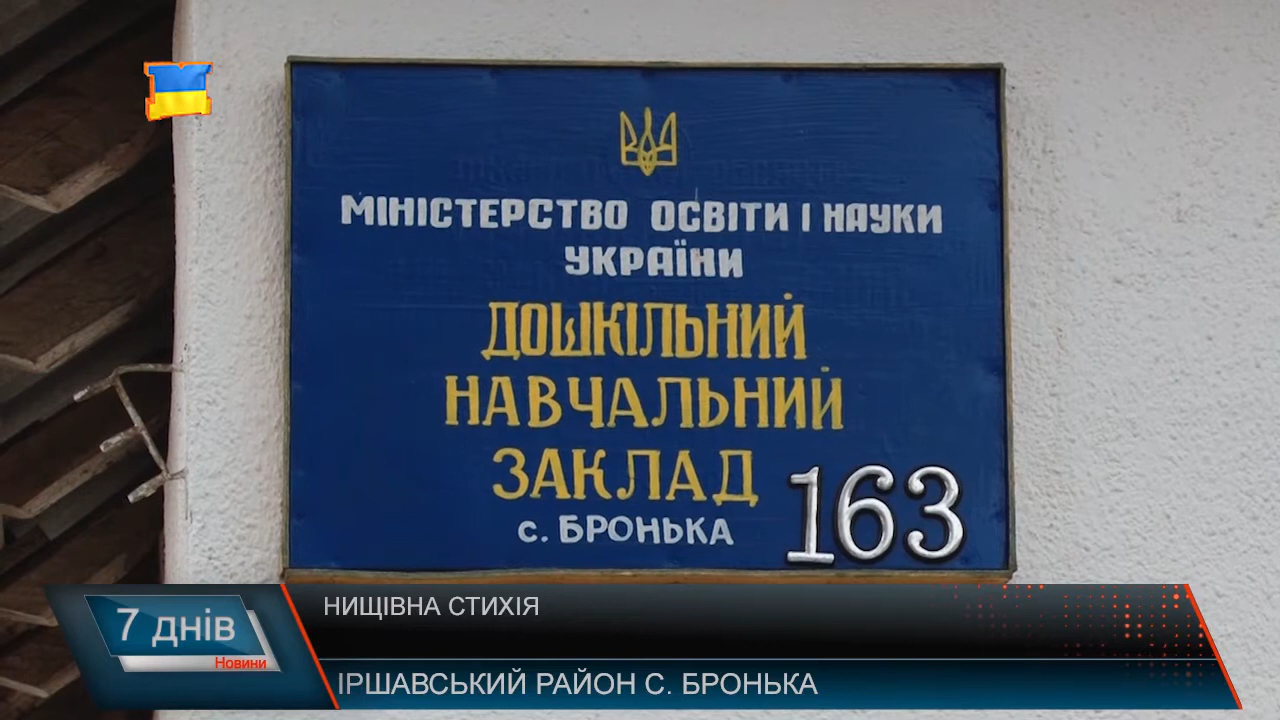 МІНІСТЕРСТВО ОСВІТИ І НАУКИ
УКРАЇНИ
ДОШКІЛЬНИЙ
НАВЧАЛЬНИЙ
ЗАКЛАД
с. БРОНЬКА
163
7 днів
Новини
НИЩІВНА СТИХІЯ
ІРШАВСЬКИЙ РАЙОН С. БРОНЬКА